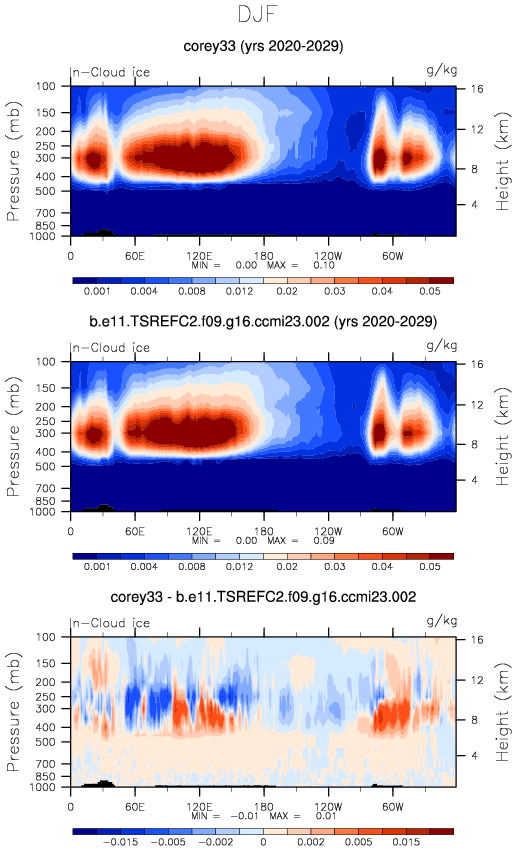 DJF
corey33 (yrs 2020-2029)
In-Cloud ice g/kg
Pressure (mb)
100
150
200
250
300
400
500
700
850
1000
16
12
8
4
Height (km)
0 60E 120E 180 120W 60W
MIN = 0.00 MAX = 0.10
0.001 0.004 0.008 0.012 0.02 0.03 0.04 0.05
b.e11.TSREFC2.f09.g16.ccmi23.002 (yrs 2020-2029)
In-Cloud ice g/kg
Pressure (mb)
100
150
200
250
300
400
500
700
850
1000
16
12
8
4
Height (km)
0 60E 120E 180 120W 60W
MIN = 0.00 MAX = 0.09
0.001 0.004 0.008 0.012 0.02 0.03 0.04 0.05
corey33 - b.e11.TSREFC2.f09.g16.ccmi23.002
In-Cloud ice g/kg
Pressure (mb)
100
150
200
250
300
400
500
700
850
1000
16
12
8
4
Height (km)
0 60E 120E 180 120W 60W
MIN = -0.01 MAX = 0.01
-0.015 -0.005 -0.002 0 0.002 0.005 0.015